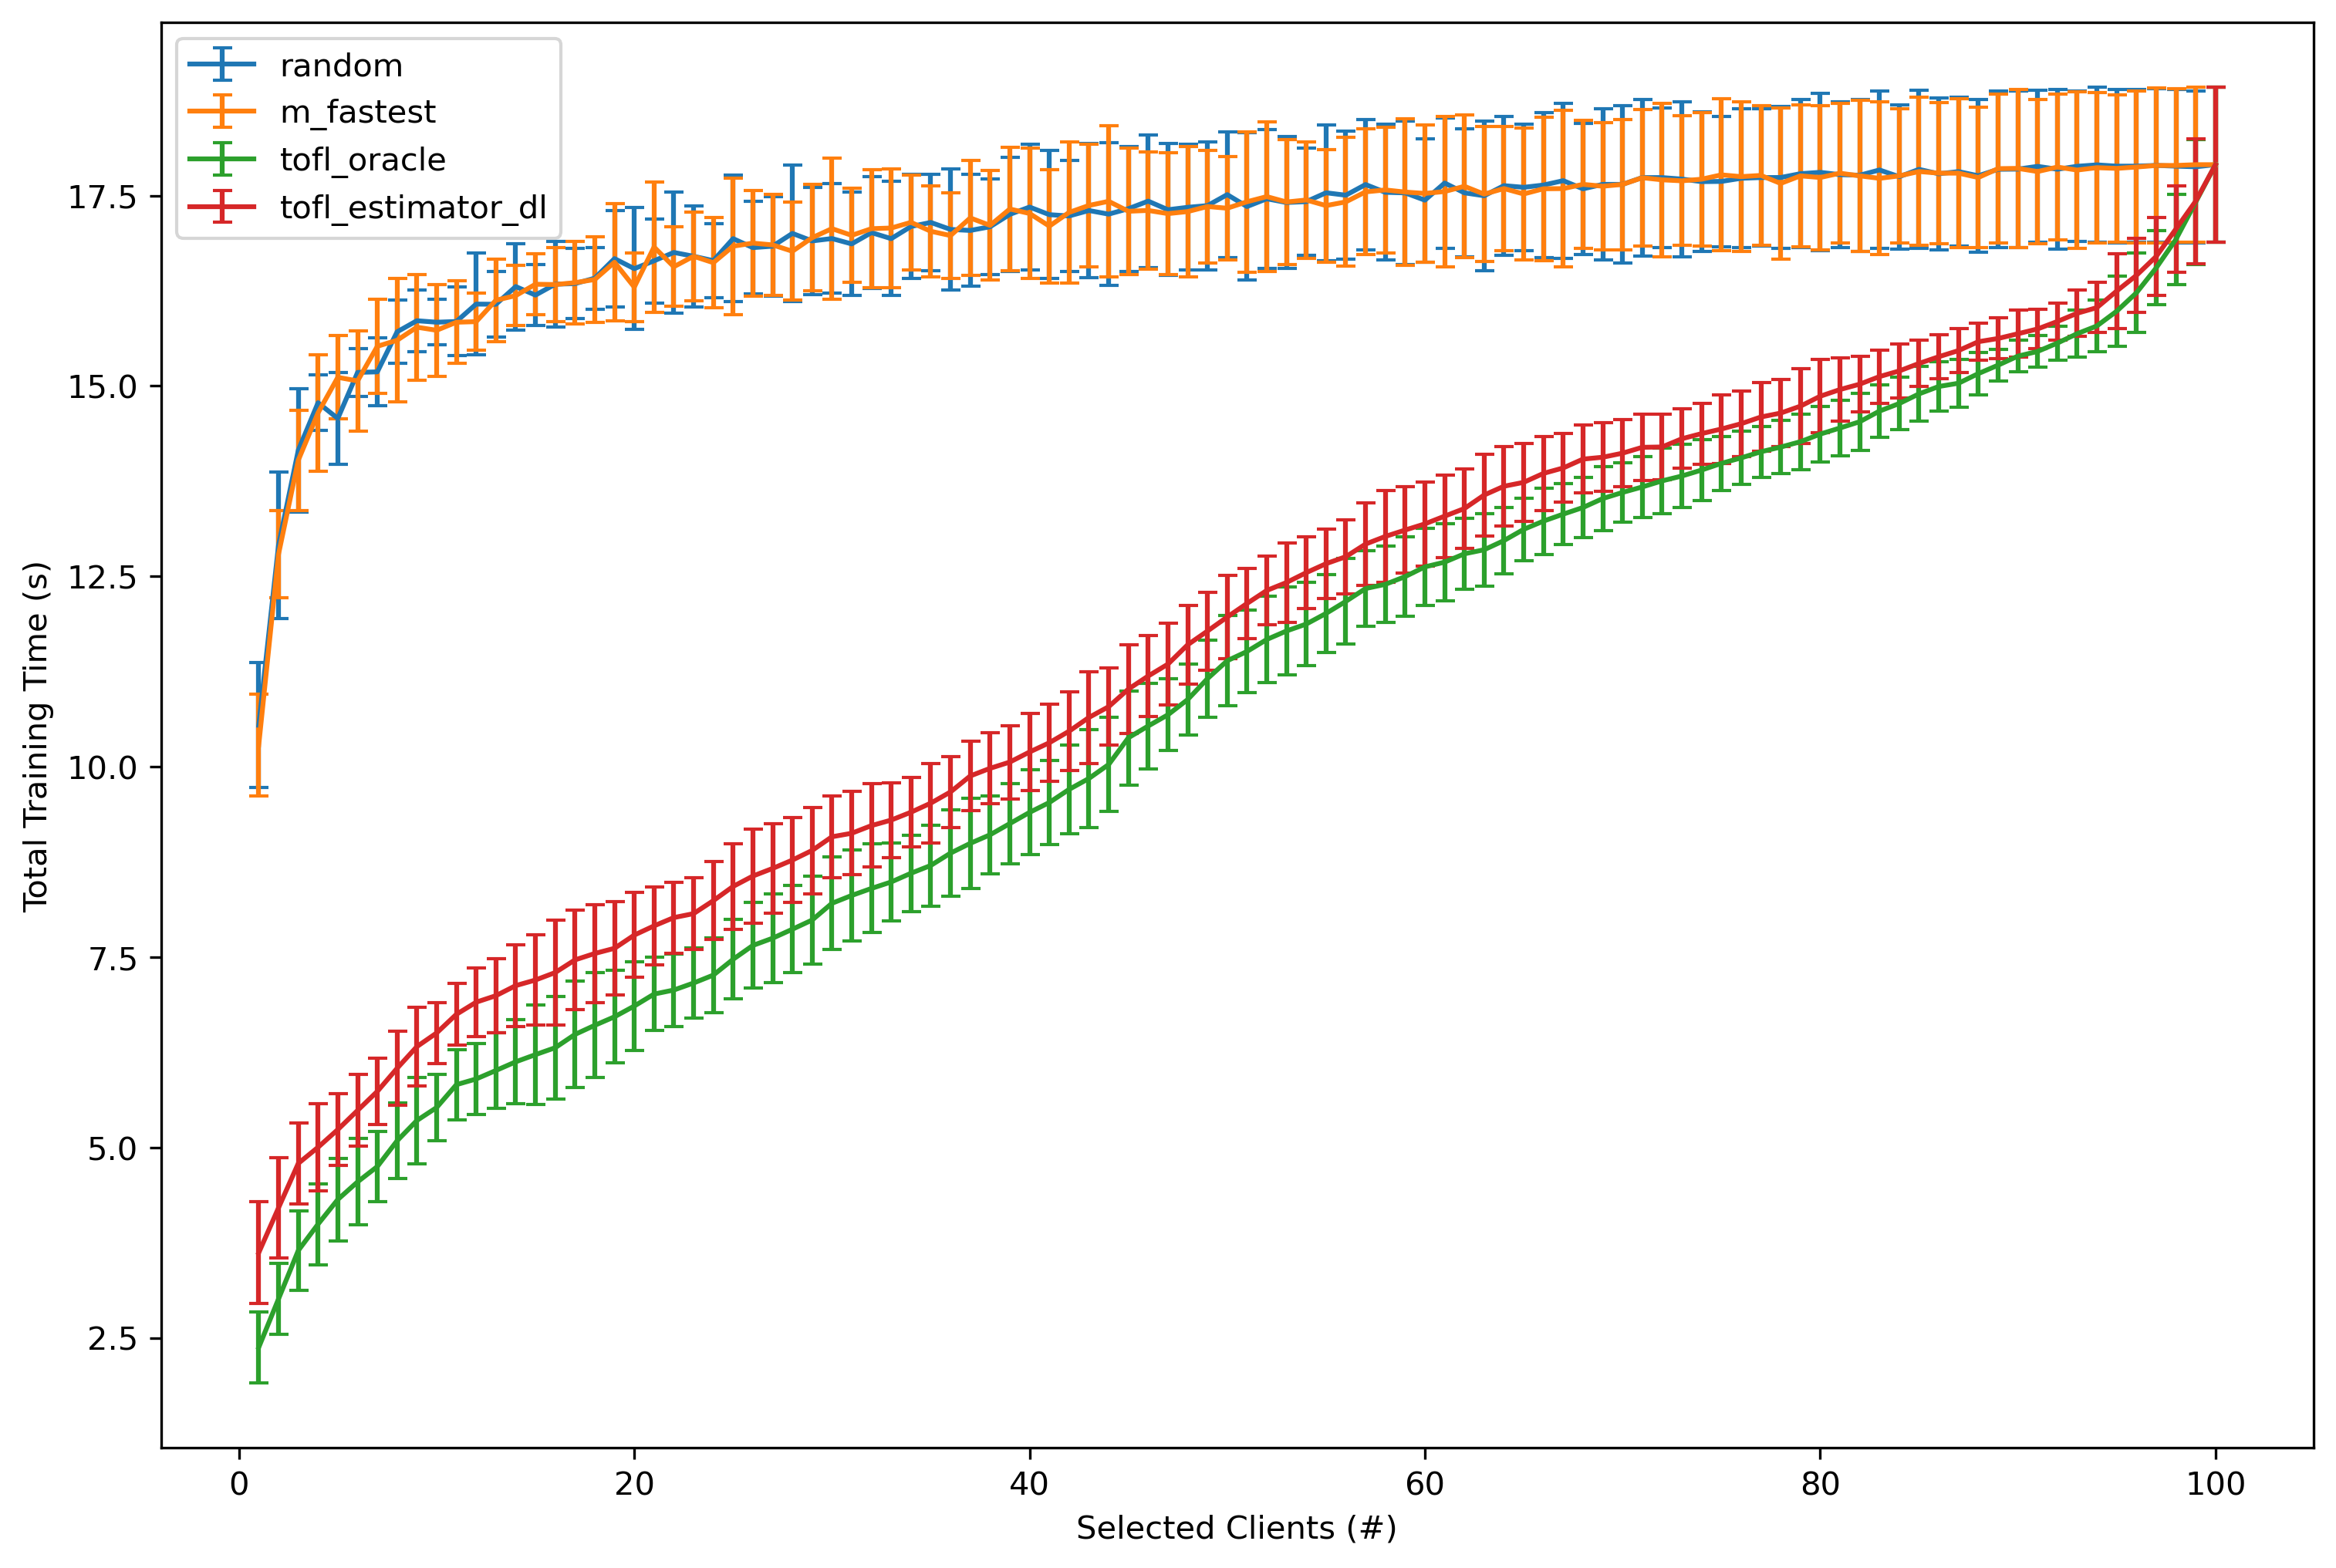 random
m_fastest
tofl_oracle
tofl_estimator_dl
17.5
15.0
12.5
10.0
7.5
5.0
2.5
Total Training Time (s)
0 20 40 60 80 100
Selected Clients (#)